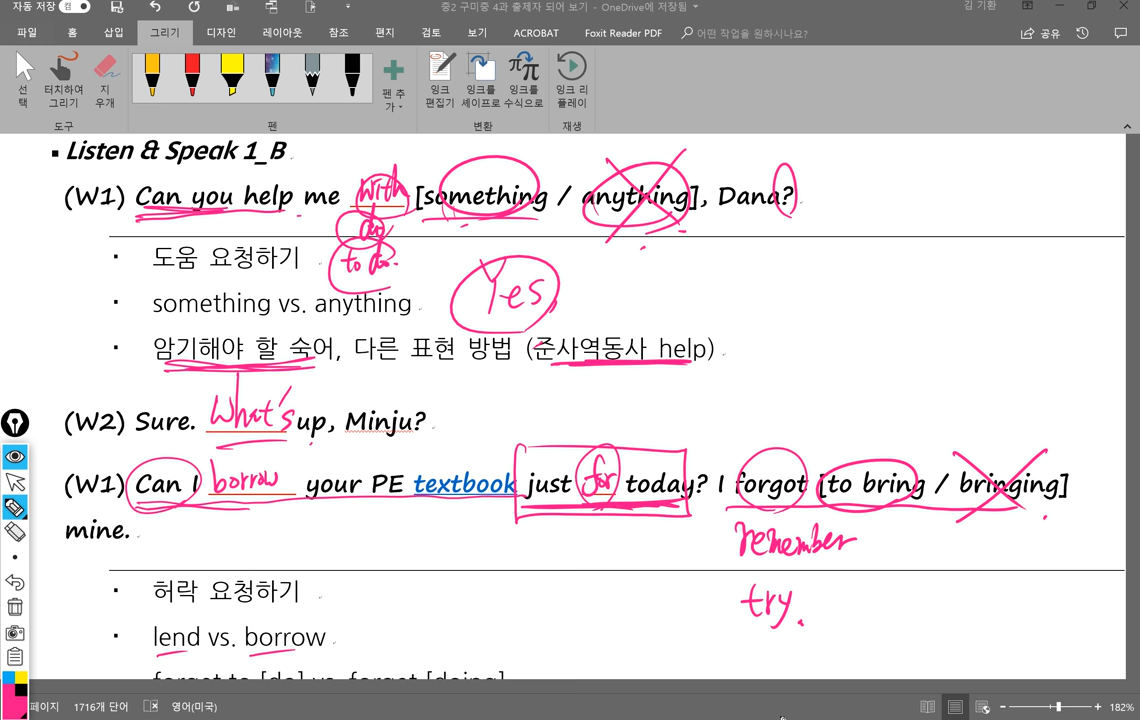 자동 저장 켬 중2 구미중 4과 출제자 되어 보기 - OneDrive에 저장됨 김 기환
파일 홈 삽입 그리기 디자인 레이아웃 참조 편지 검토 보기 ACROBAT Foxit Reader PDF 어떤 작업을 원하시나요? 공유
선택 터치하여 그리기 지우개 펜 추가 잉크 편집기 잉크를 셰이프로 잉크를 수식으로 잉크 리플레이
도구 펜 변환 재생
▪ Listen & Speak 1_B
(W1) Can you help me with [something / anything], Dana?
do
to do.
· 도움 요청하기
· something vs. anything
Yes,
· 암기해야 할 숙어, 다른 표현 방법 (준사역동사 help)
(W2) Sure. What's up, Minju?
(W1) Can I borrow your PE textbook just for today? I forgot [to bring / bringing]
mine.
remember
try.
· 허락 요청하기
· lend vs. borrow
forget to [do] vs. forget [doing]
페이지 1716개 단어 영어(미국) 182%